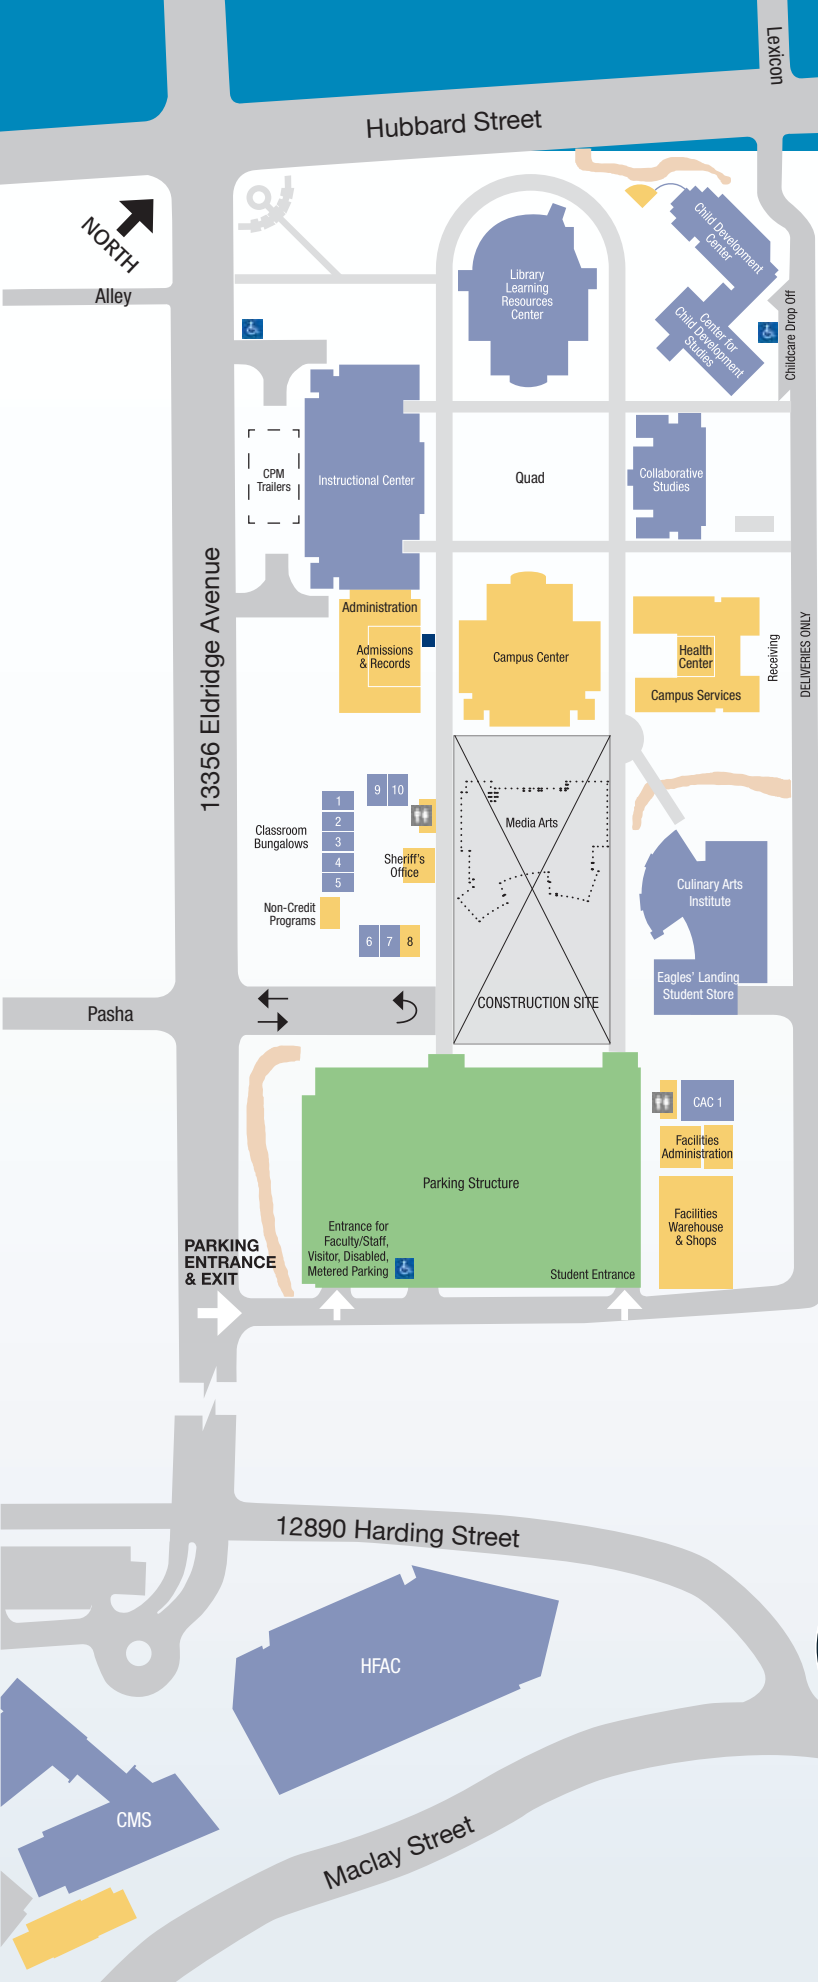 Lexicon
Hubbard Street
NORTH
Alley
Child Development
Center
Library
Learning
Resources
Center
Center for
Child Development
Studies
Childcare Drop Off
CPM
Trailers
Instructional Center
Quad
Collaborative
Studies
13356 Eldridge Avenue
Administration
Admissions
& Records
Campus Center
Health
Center
Campus Services
Receiving
DELIVERIES ONLY
9
10
1
2
3
4
5
Classroom
Bungalows
Sheriff's
Office
Non-Credit
Programs
6
7
8
Media Arts
CONSTRUCTION SITE
Culinary Arts
Institute
Eagles' Landing
Student Store
Pasha
CAC 1
Facilities
Administration
Facilities
Warehouse
& Shops
Parking Structure
Entrance for
Faculty/Staff,
Visitor, Disabled,
Metered Parking
Student Entrance
PARKING
ENTRANCE
& EXIT
12890 Harding Street
HFAC
CMS
Maclay Street